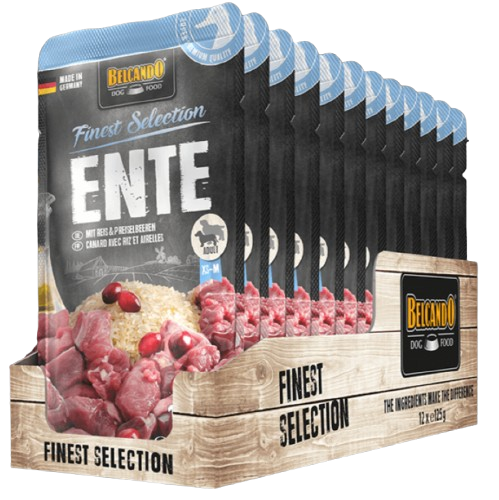 MADE IN
GERMANY
BELCANDO
DOG FOOD
PREMIUM QUALITY
Finest Selection
ENTE
MIT REIS & PREISELBEEREN
CANARD AVEC RIZ ET AIRELLES
ADULT
XS-M
FINEST SELECTION
FINEST
SELECTION
BELCANDO
DOG FOOD
THE INGREDIENTS MAKE THE DIFFERENCE
12 x 125g